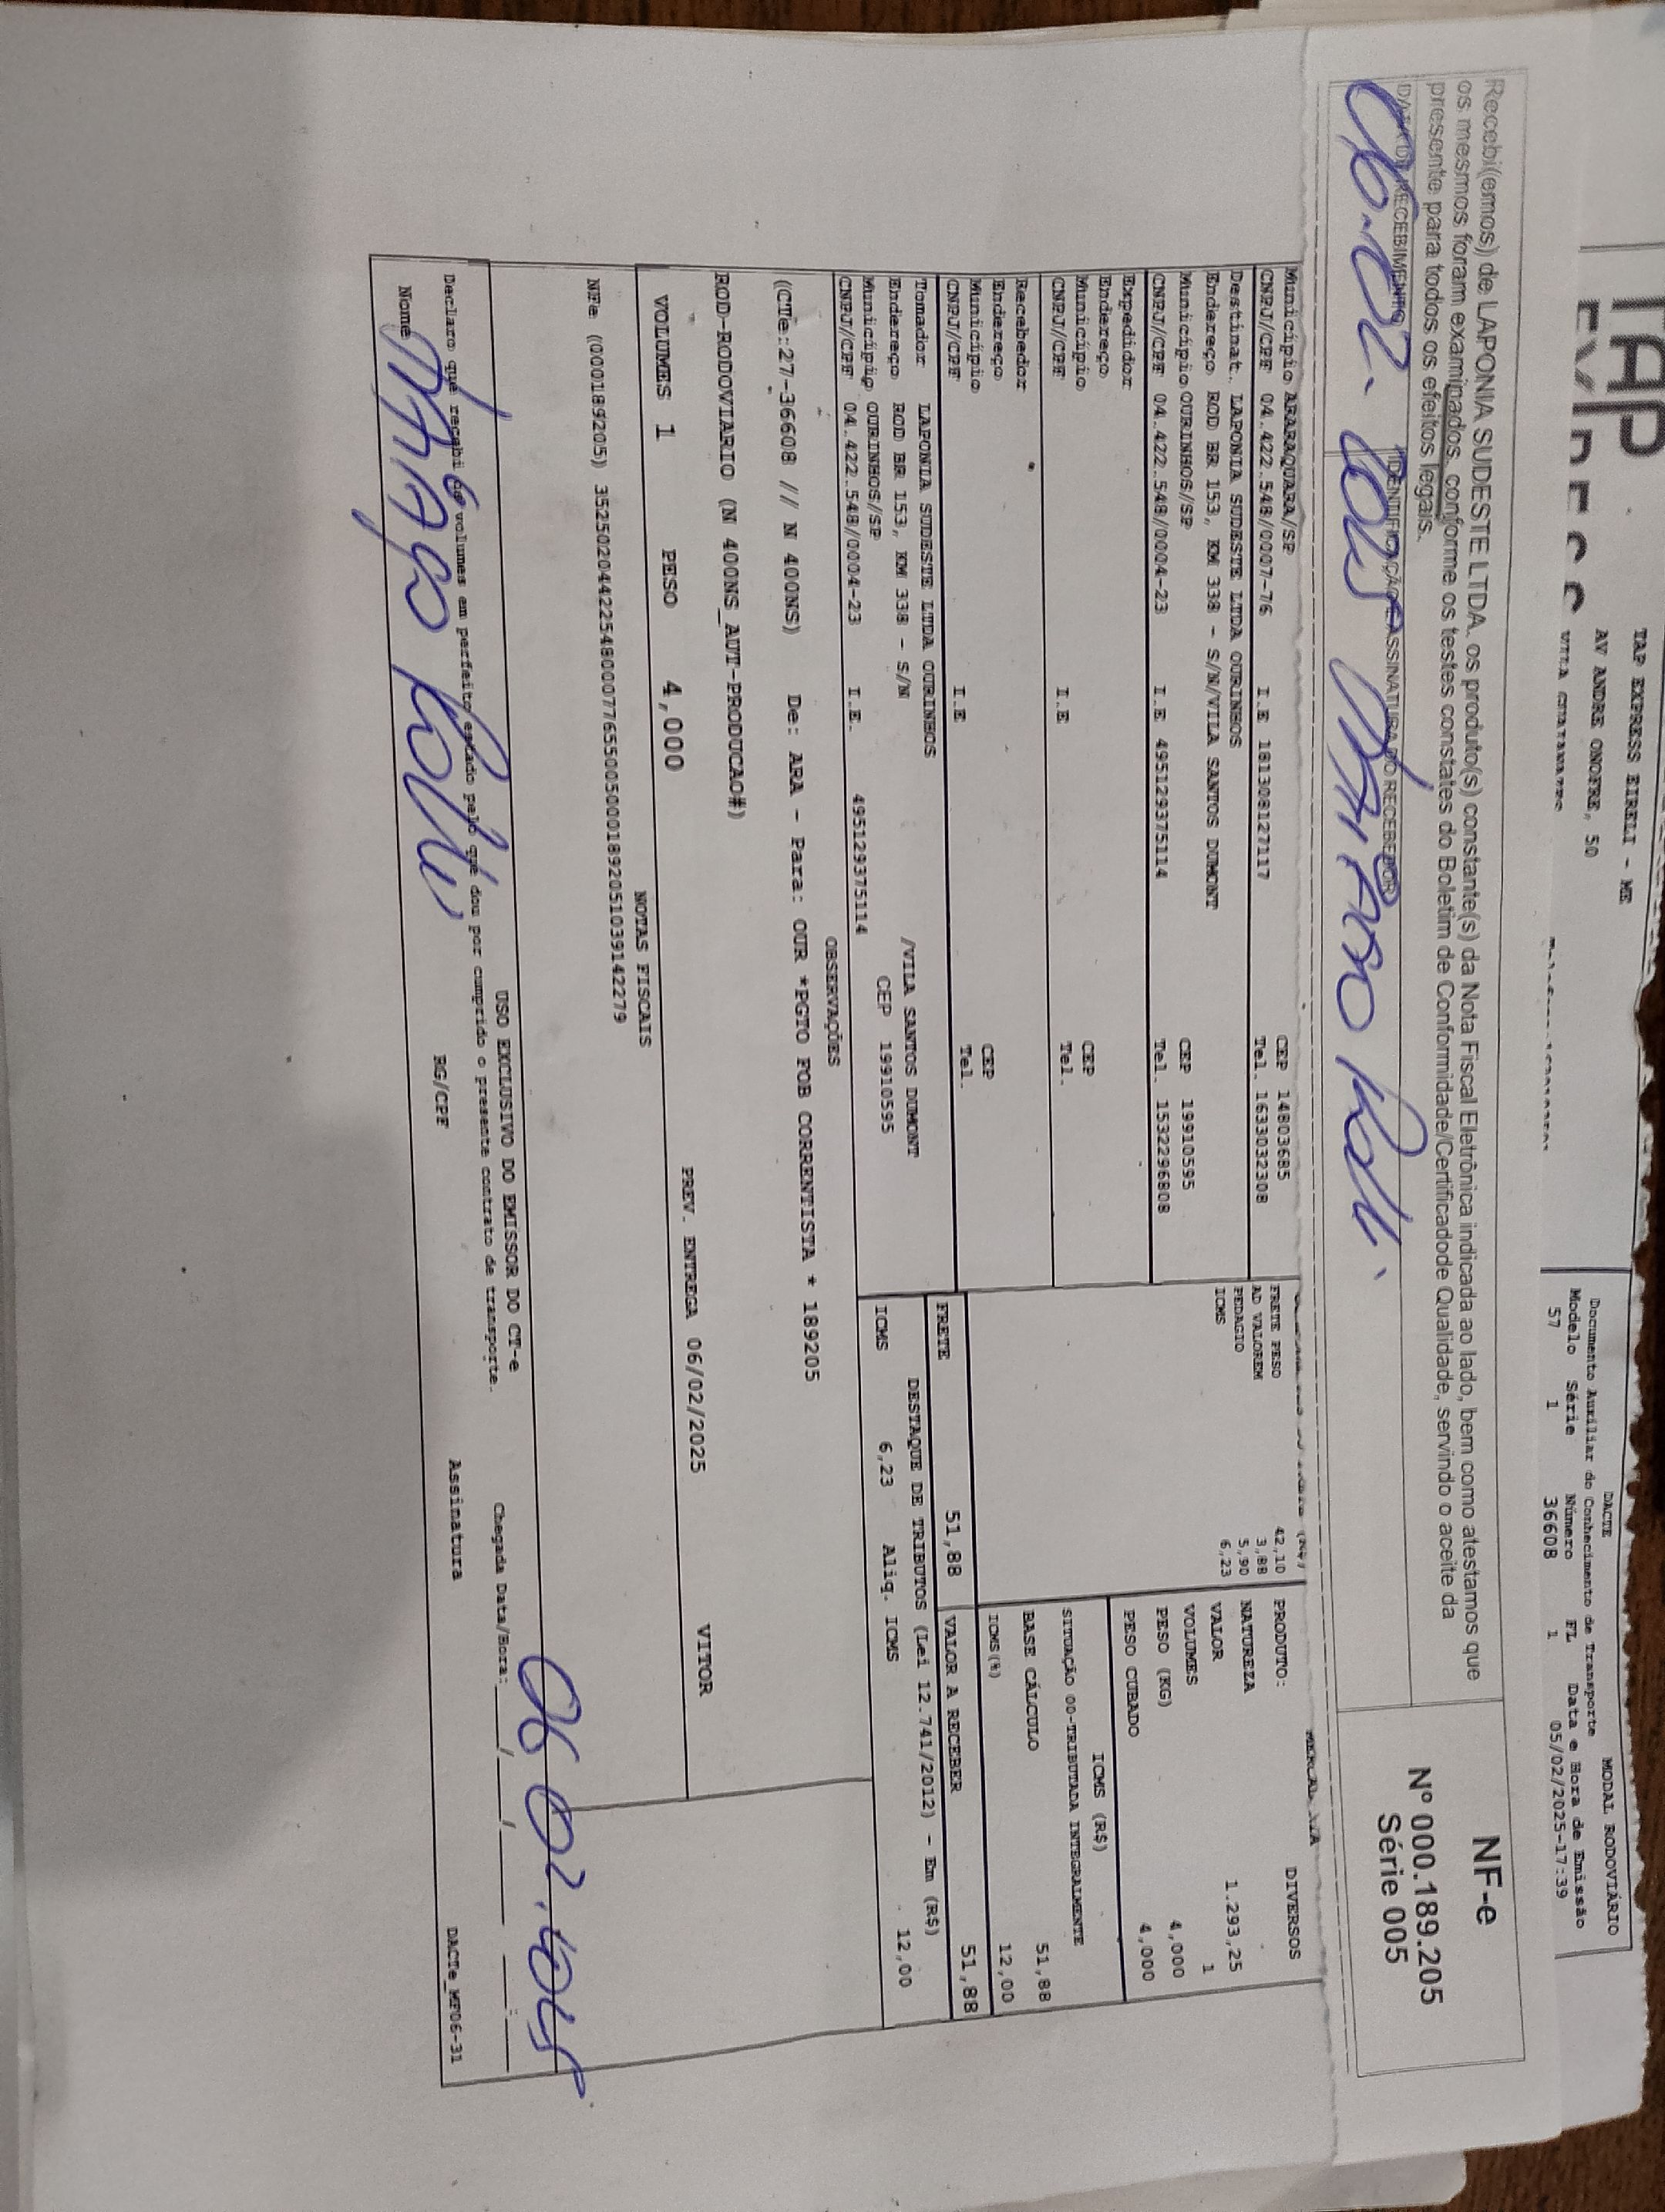 TAP
TAP EXPRESS EIRELI - ME
AV ANDRE ONOFRE, 50
DACTE
Documento Auxiliar do Conhecimento de Transporte
MODAL RODOVIÁRIO
Modelo Série Número FL Data e Hora de Emissão
57 1 36608 1 05/02/2025-17:39
Recebi(emos) de LAPONIA SUDESTE LTDA. os produto(s) constante(s) da Nota Fiscal Eletrônica indicada ao lado, bem como atestamos que
os mesmos foram examinados, conforme os testes constates do Boletim de Conformidade/Certificadode Qualidade, servindo o aceite da
presente para todos os efeitos legais.
DATA DE RECEBIMENTO
IDENTIFICAÇÃO E ASSINATURA DO RECEBEDOR
NF-e
Nº 000.189.205
Série 005
Município ARARAQUARA/SP CEP 14803685
CNPJ/CPF 04.422.548/0007-76 I.E 181308127117 Tel. 1633032308
Destinat. LAPONIA SUDESTE LTDA OURINHOS
Endereço ROD BR 153, KM 338 - S/N/VILA SANTOS DUMONT
Município OURINHOS/SP CEP 19910595
CNPJ/CPF 04.422.548/0004-23 I.E 495129375114 Tel. 1532296808
Expedidor
Endereço
Município CEP
CNPJ/CPF I.E Tel.
Recebedor
Endereço
Município CEP
CNPJ/CPF I.E Tel.
Tomador LAPONIA SUDESTE LTDA OURINHOS
Endereço ROD BR 153, KM 338 - S/N /VILA SANTOS DUMONT
Município OURINHOS/SP CEP 19910595
CNPJ/CPF 04.422.548/0004-23 I.E. 495129375114
FRETE PESO 42,10
AD VALOREM 3,88
PEDAGIO 5,90
ICMS 6,23
PRODUTO: DIVERSOS
NATUREZA
VALOR 1.293,25
VOLUMES 1
PESO (KG) 4,000
PESO CUBADO 4,000
ICMS (R$)
SITUAÇÃO 00-TRIBUTADA INTEGRALMENTE
BASE CÁLCULO 51,88
ICMS(%) 12,00
FRETE 51,88
VALOR A RECEBER 51,88
DESTAQUE DE TRIBUTOS (Lei 12.741/2012) - Em (R$)
ICMS 6,23 Aliq. ICMS 12,00
OBSERVAÇÕES
(CTe:27-36608 // N 400NS) De: ARA - Para: OUR *PGTO FOB CORRENTISTA * 189205
ROD-RODOVIARIO (N 400NS_AUT-PRODUCAO#)
VOLUMES 1 PESO 4,000 PREV. ENTREGA 06/02/2025 VITOR
NOTAS FISCAIS
NFe (000189205) 35250204422548000776550050001892051039142279
USO EXCLUSIVO DO EMISSOR DO CT-e
06 02.2025
Chegada Data/Hora: ____/____/____ ____:____
Declaro que recebi os volumes em perfeito estado pelo que dou por cumprido o presente contrato de transporte.
Nome RG/CPF Assinatura
DACTe_MF06-31